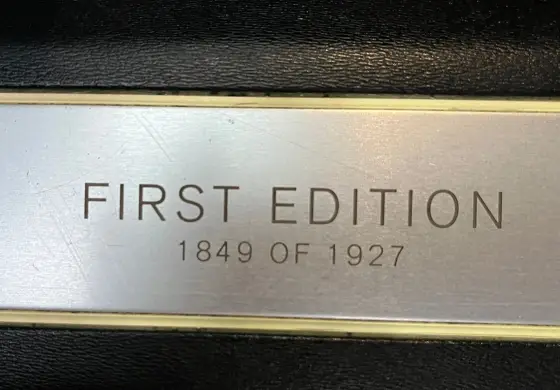 FIRST EDITION
1849 OF 1927